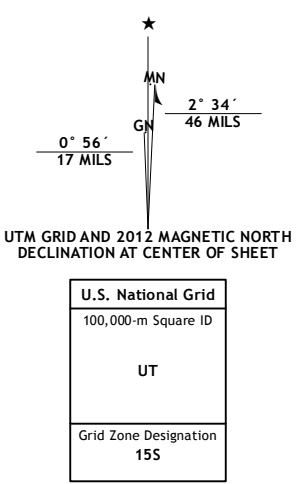 ★
MN
GN
2° 34´
46 MILS
0° 56´
17 MILS
UTM GRID AND 2012 MAGNETIC NORTH
DECLINATION AT CENTER OF SHEET
U.S. National Grid
100,000-m Square ID
UT
Grid Zone Designation
15S